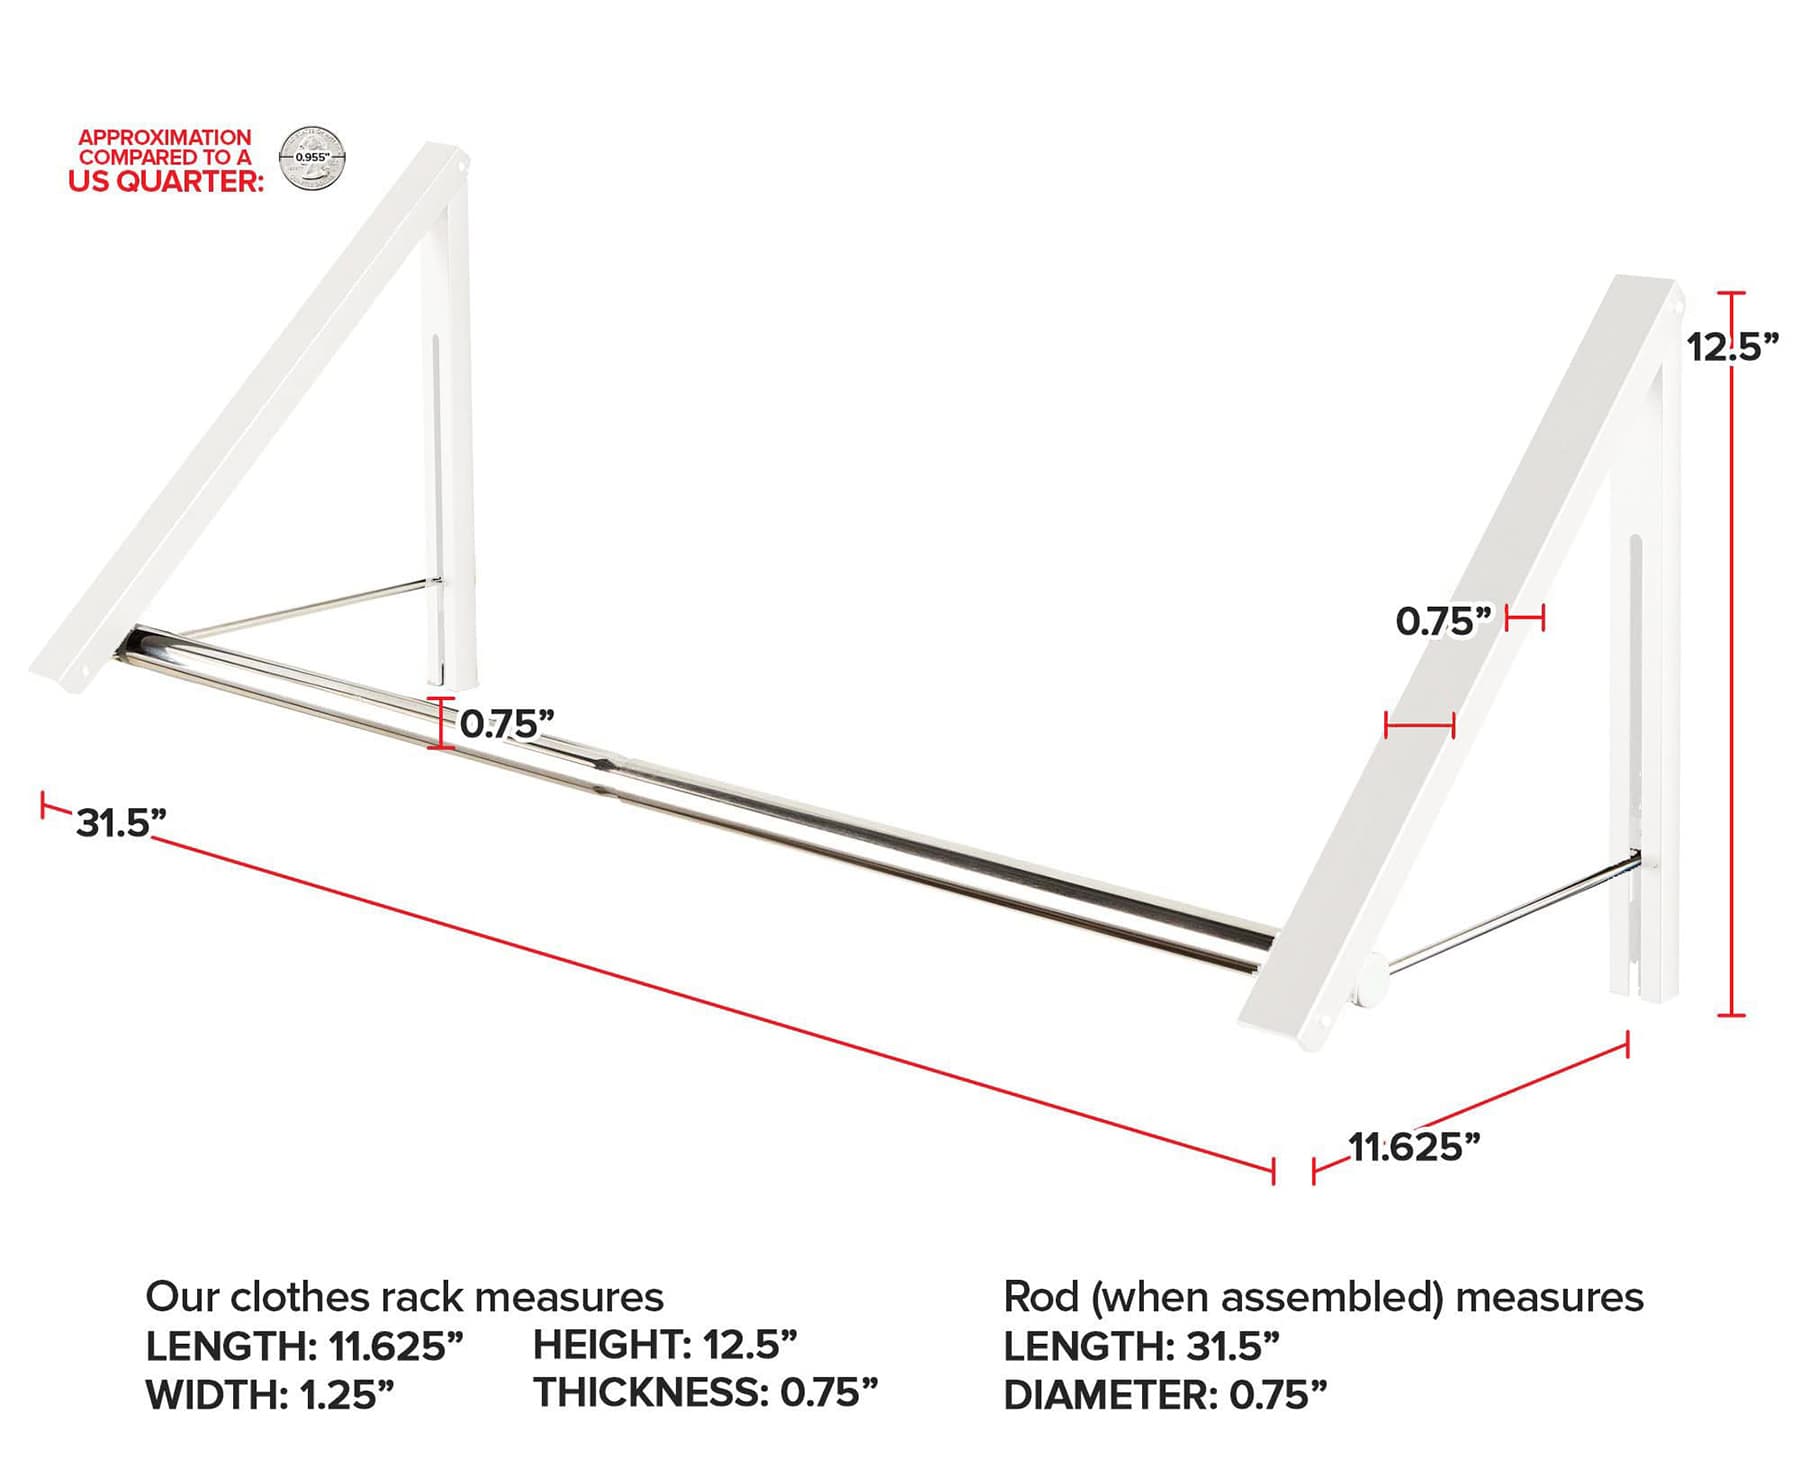 APPROXIMATION
COMPARED TO A
US QUARTER:
0.955”
12.5”
0.75”
0.75”
31.5”
11.625”
Our clothes rack measures
LENGTH: 11.625”
WIDTH: 1.25”
HEIGHT: 12.5”
THICKNESS: 0.75”
Rod (when assembled) measures
LENGTH: 31.5”
DIAMETER: 0.75”